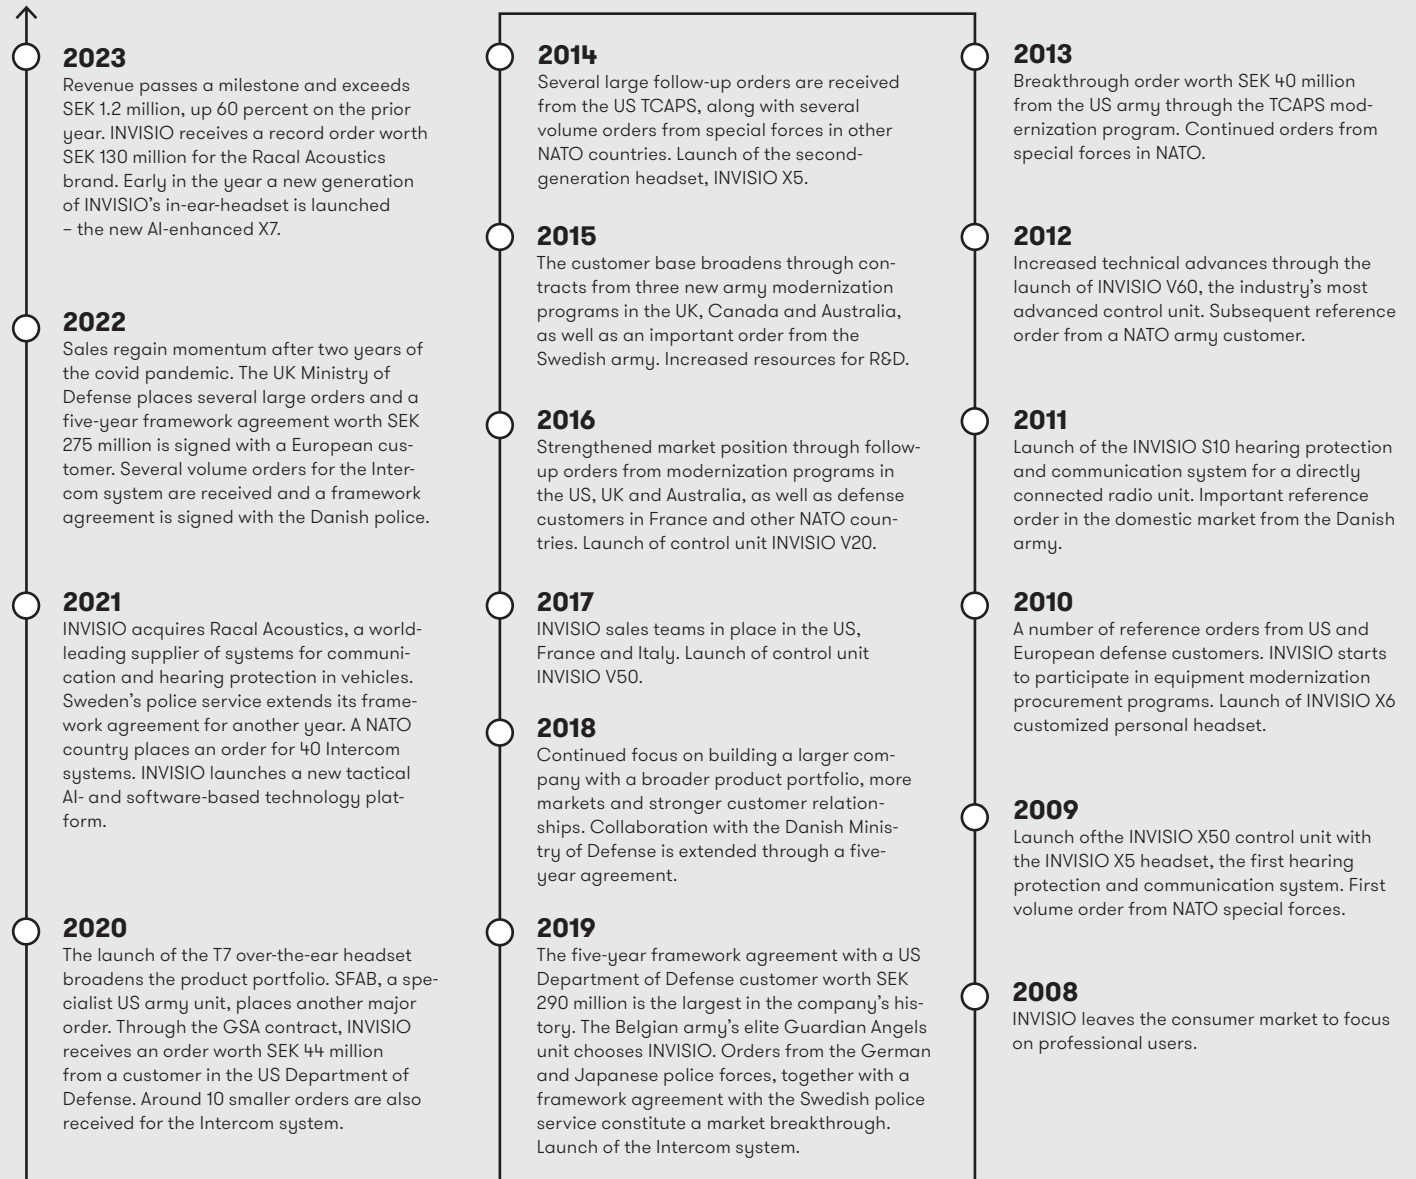 2023
Revenue passes a milestone and exceeds
SEK 1.2 million, up 60 percent on the prior
year. INVISIO receives a record order worth
SEK 130 million for the Racal Acoustics
brand. Early in the year a new generation
of INVISIO's in-ear-headset is launched
– the new AI-enhanced X7.
2022
Sales regain momentum after two years of
the covid pandemic. The UK Ministry of
Defense places several large orders and a
five-year framework agreement worth SEK
275 million is signed with a European cus-
tomer. Several volume orders for the Inter-
com system are received and a framework
agreement is signed with the Danish police.
2021
INVISIO acquires Racal Acoustics, a world-
leading supplier of systems for communi-
cation and hearing protection in vehicles.
Sweden's police service extends its frame-
work agreement for another year. A NATO
country places an order for 40 Intercom
systems. INVISIO launches a new tactical
AI- and software-based technology plat-
form.
2020
The launch of the T7 over-the-ear headset
broadens the product portfolio. SFAB, a spe-
cialist US army unit, places another major
order. Through the GSA contract, INVISIO
receives an order worth SEK 44 million
from a customer in the US Department of
Defense. Around 10 smaller orders are also
received for the Intercom system.
2014
Several large follow-up orders are received
from the US TCAPS, along with several
volume orders from special forces in other
NATO countries. Launch of the second-
generation headset, INVISIO X5.
2015
The customer base broadens through con-
tracts from three new army modernization
programs in the UK, Canada and Australia,
as well as an important order from the
Swedish army. Increased resources for R&D.
2016
Strengthened market position through follow-
up orders from modernization programs in
the US, UK and Australia, as well as defense
customers in France and other NATO coun-
tries. Launch of control unit INVISIO V20.
2017
INVISIO sales teams in place in the US,
France and Italy. Launch of control unit
INVISIO V50.
2018
Continued focus on building a larger com-
pany with a broader product portfolio, more
markets and stronger customer relation-
ships. Collaboration with the Danish Minis-
try of Defense is extended through a five-
year agreement.
2019
The five-year framework agreement with a US
Department of Defense customer worth SEK
290 million is the largest in the company's his-
tory. The Belgian army's elite Guardian Angels
unit chooses INVISIO. Orders from the German
and Japanese police forces, together with a
framework agreement with the Swedish police
service constitute a market breakthrough.
Launch of the Intercom system.
2013
Breakthrough order worth SEK 40 million
from the US army through the TCAPS mod-
ernization program. Continued orders from
special forces in NATO.
2012
Increased technical advances through the
launch of INVISIO V60, the industry's most
advanced control unit. Subsequent reference
order from a NATO army customer.
2011
Launch of the INVISIO S10 hearing protection
and communication system for a directly
connected radio unit. Important reference
order in the domestic market from the Danish
army.
2010
A number of reference orders from US and
European defense customers. INVISIO starts
to participate in equipment modernization
procurement programs. Launch of INVISIO X6
customized personal headset.
2009
Launch ofthe INVISIO X50 control unit with
the INVISIO X5 headset, the first hearing
protection and communication system. First
volume order from NATO special forces.
2008
INVISIO leaves the consumer market to focus
on professional users.